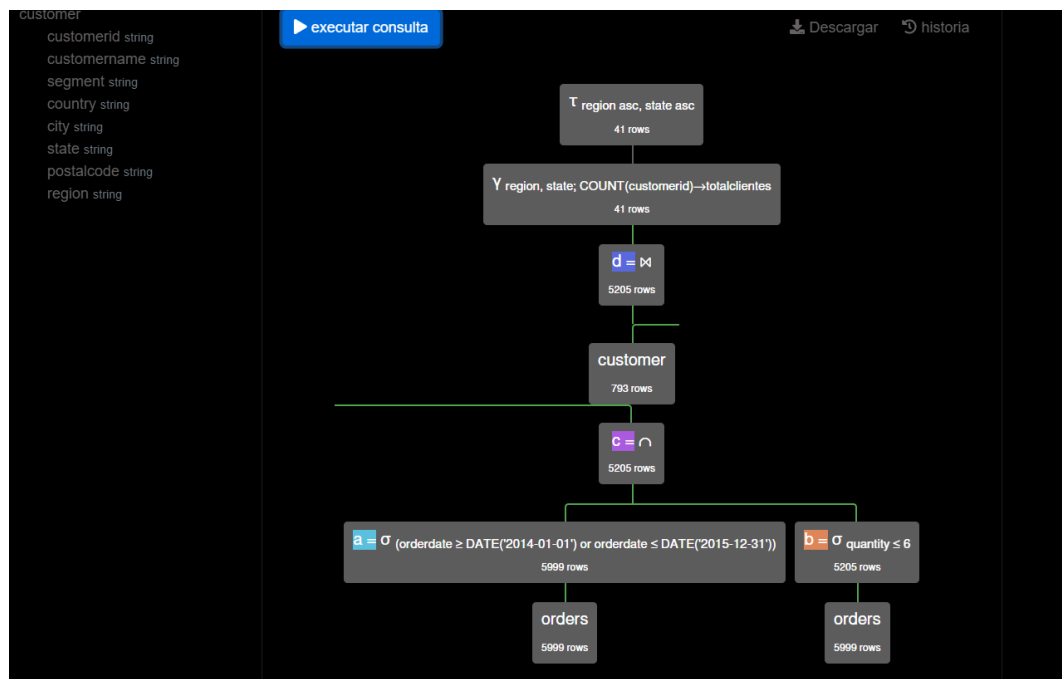 customer
customerid string
customername string
segment string
country string
city string
state string
postalcode string
region string
executar consulta
Descargar
historia
τ region asc, state asc
41 rows
γ region, state; COUNT(customerid)→totalclientes
41 rows
d = ⋈
5205 rows
customer
793 rows
c = ∩
5205 rows
a = σ (orderdate ≥ DATE('2014-01-01') or orderdate ≤ DATE('2015-12-31'))
5999 rows
b = σ quantity ≤ 6
5205 rows
orders
5999 rows
orders
5999 rows